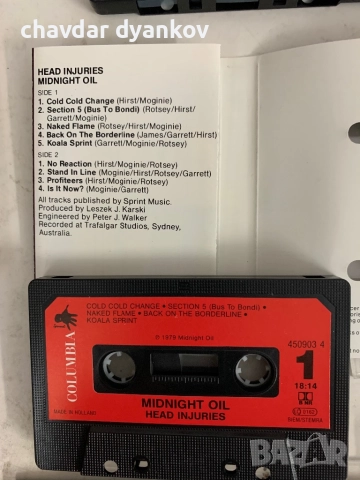 chavdar dyankov
HEAD INJURIES
MIDNIGHT OIL
SIDE 1
1. Cold Cold Change (Hirst/Moginie)
2. Section 5 (Bus To Bondi) (Rotsey/Hirst/
Garrett/Moginie)
3. Naked Flame (Rotsey/Hirst/Moginie)
4. Back On The Borderline (James/Garrett/Hirst)
5. Koala Sprint (Garrett/Moginie/Rotsey)
SIDE 2
1. No Reaction (Hirst/Moginie/Rotsey)
2. Stand In Line (Moginie/Hirst/Rotsey/Garrett)
3. Profiteers (Hirst/Moginie/Rotsey)
4. Is It Now? (Moginie/Garrett)
All tracks published by Sprint Music.
Produced by Leszek J. Karski
Engineered by Peter J. Walker
Recorded at Trafalgar Studios, Sydney,
Australia.
COLD COLD CHANGE • SECTION 5 (Bus To Bondi) •
NAKED FLAME • BACK ON THE BORDERLINE •
KOALA SPRINT
COLUMBIA
℗ 1979 Midnight Oil
450903 4
1
18:14
MADE IN HOLLAND
MIDNIGHT OIL
HEAD INJURIES
BIEM/STEMRA
BAZAR